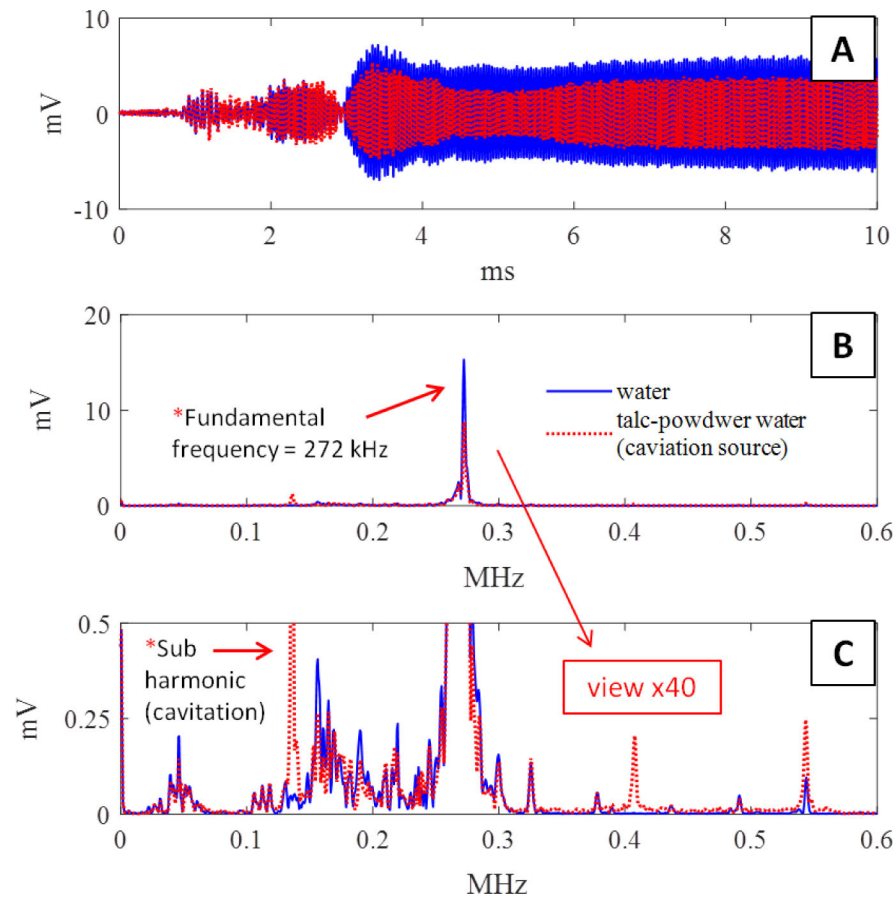 10
A
mV
0
-10
0 2 4 6 8 10
ms
20
B
mV
10
*Fundamental
frequency = 272 kHz
water
talc-powdwer water
(caviation source)
0
0 0.1 0.2 0.3 0.4 0.5 0.6
MHz
0.5
*Sub
harmonic
(cavitation)
C
view x40
mV
0.25
0
0 0.1 0.2 0.3 0.4 0.5 0.6
MHz